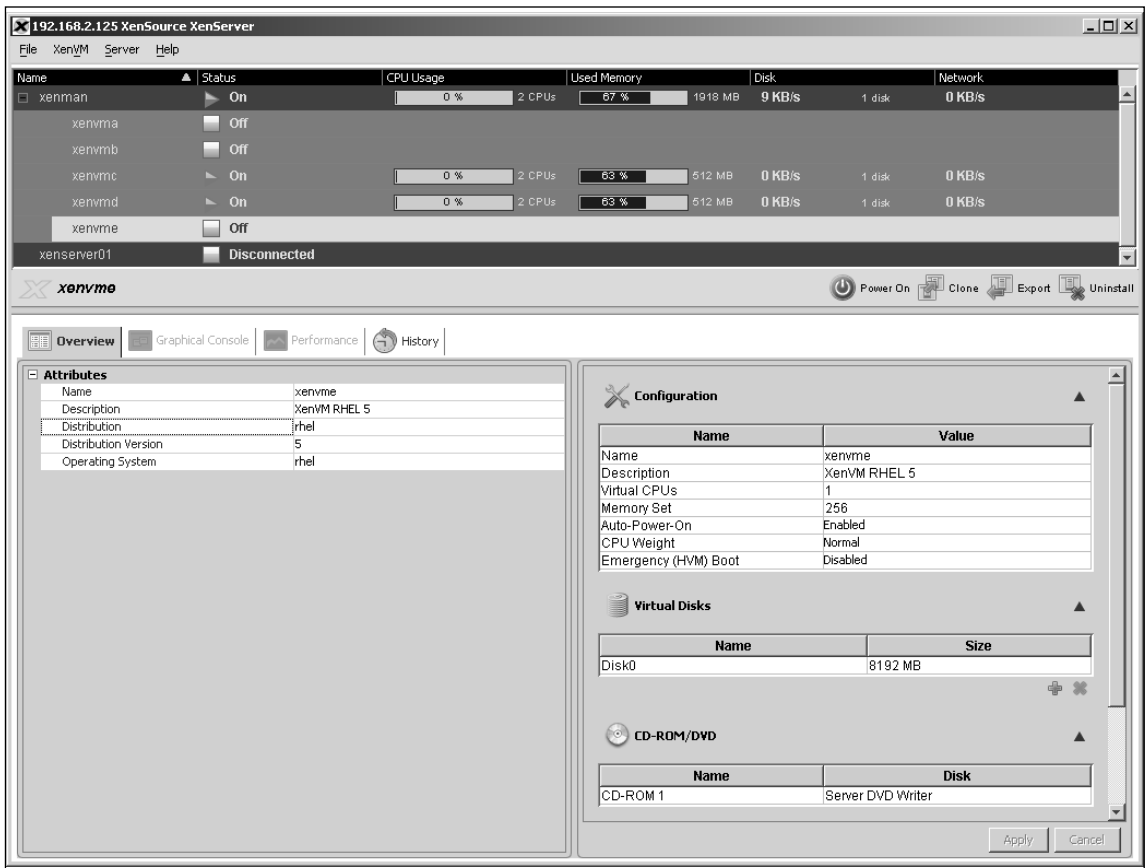 192.168.2.125 XenSource XenServer
File XenVM Server Help
Name Status CPU Usage Used Memory Disk Network
xenman On 0 % 2 CPUs 67 % 1918 MB 9 KB/s 1 disk 0 KB/s
xenvma Off
xenvmb Off
xenvmc On 0 % 2 CPUs 63 % 512 MB 0 KB/s 1 disk 0 KB/s
xenvmd On 0 % 2 CPUs 63 % 512 MB 0 KB/s 1 disk 0 KB/s
xenvme Off
xenserver01 Disconnected
xenvme Power On Clone Export Uninstall
Overview Graphical Console Performance History
Attributes
Name xenvme
Description XenVM RHEL 5
Distribution rhel
Distribution Version 5
Operating System rhel
Configuration
Name Value
Name xenvme
Description XenVM RHEL 5
Virtual CPUs 1
Memory Set 256
Auto-Power-On Enabled
CPU Weight Normal
Emergency (HVM) Boot Disabled
Virtual Disks
Name Size
Disk0 8192 MB
CD-ROM/DVD
Name Disk
CD-ROM 1 Server DVD Writer
Apply Cancel